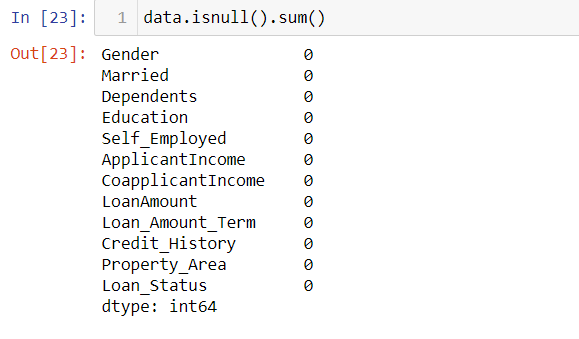 In [23]: 1 data.isnull().sum()
Out[23]: Gender 0
Married 0
Dependents 0
Education 0
Self_Employed 0
ApplicantIncome 0
CoapplicantIncome 0
LoanAmount 0
Loan_Amount_Term 0
Credit_History 0
Property_Area 0
Loan_Status 0
dtype: int64